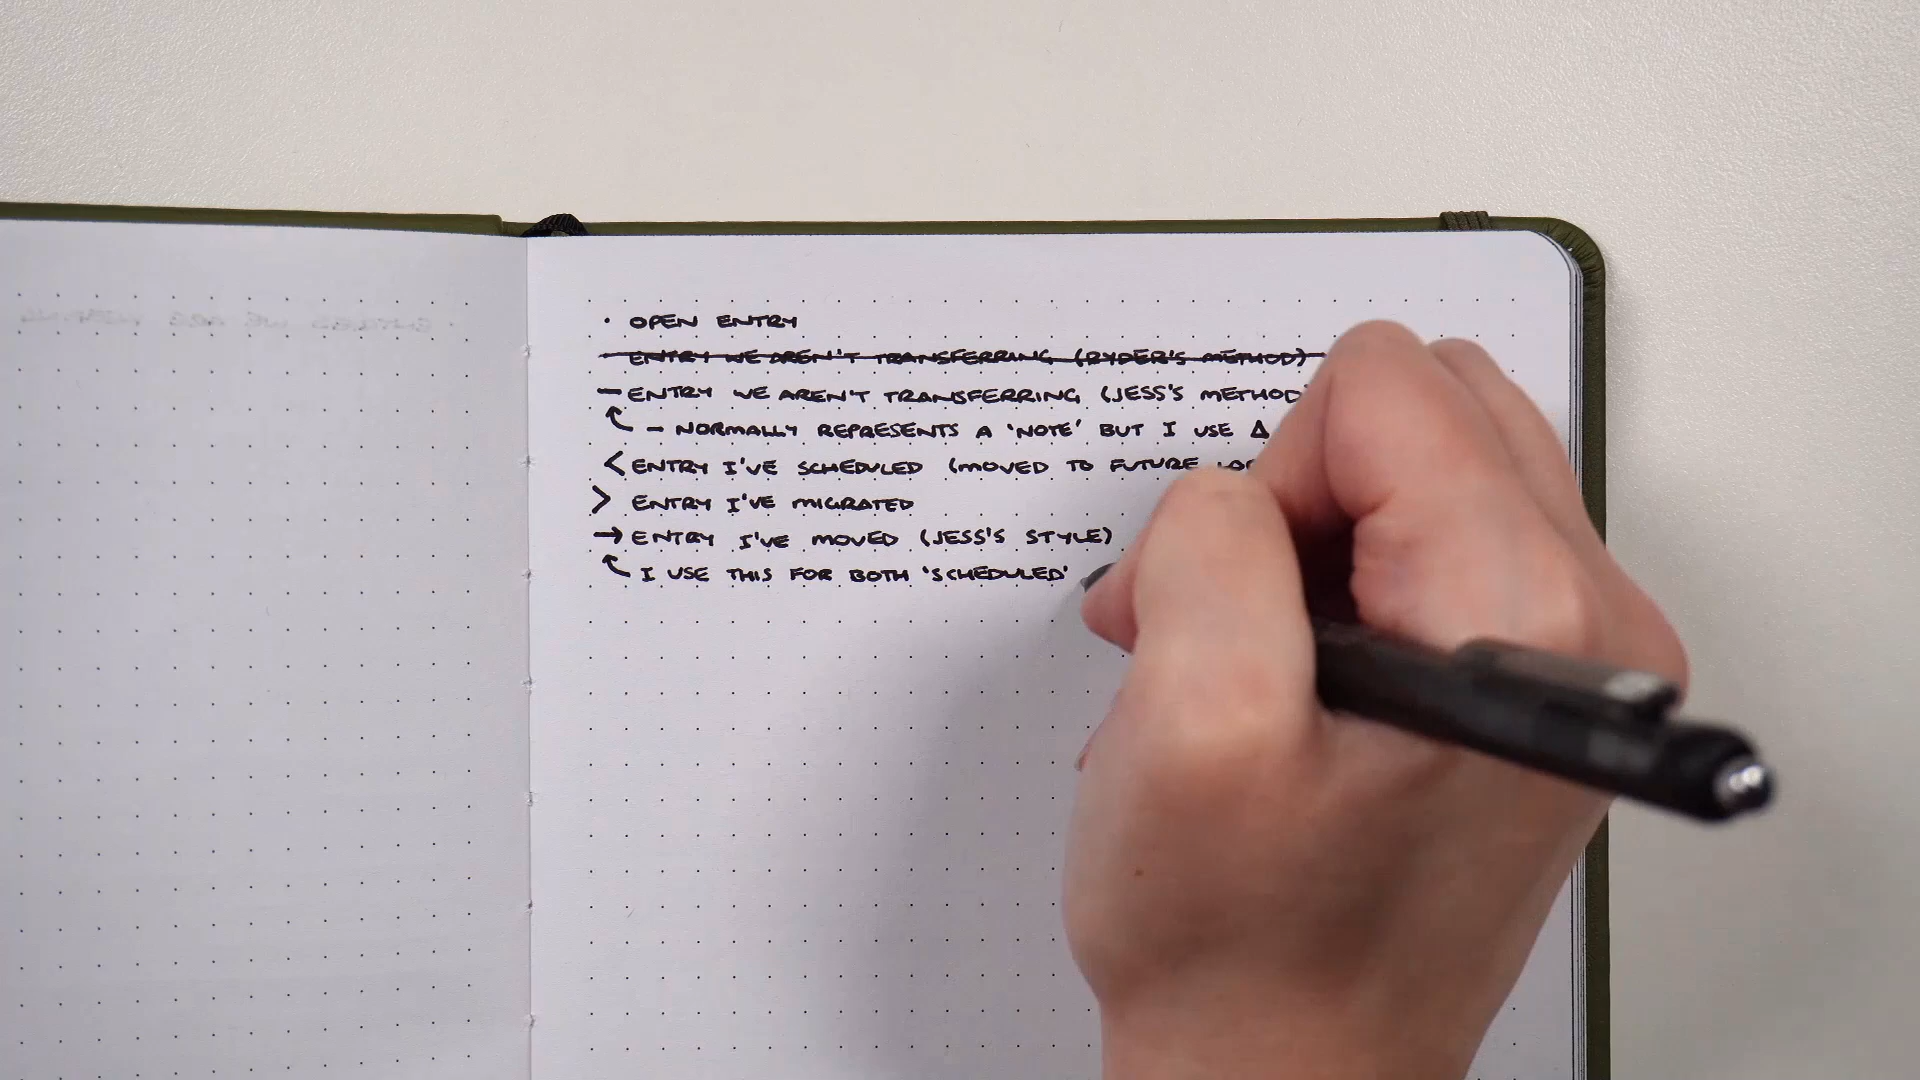 · OPEN ENTRY
· ENTRY WE AREN'T TRANSFERRING (RYDER'S METHOD)
— ENTRY WE AREN'T TRANSFERRING (JESS'S METHOD
– NORMALLY REPRESENTS A 'NOTE' BUT I USE Δ
< ENTRY I'VE SCHEDULED (MOVED TO FUTURE
> ENTRY I'VE MIGRATED
→ ENTRY I'VE MOVED (JESS'S STYLE)
I USE THIS FOR BOTH 'SCHEDULED'